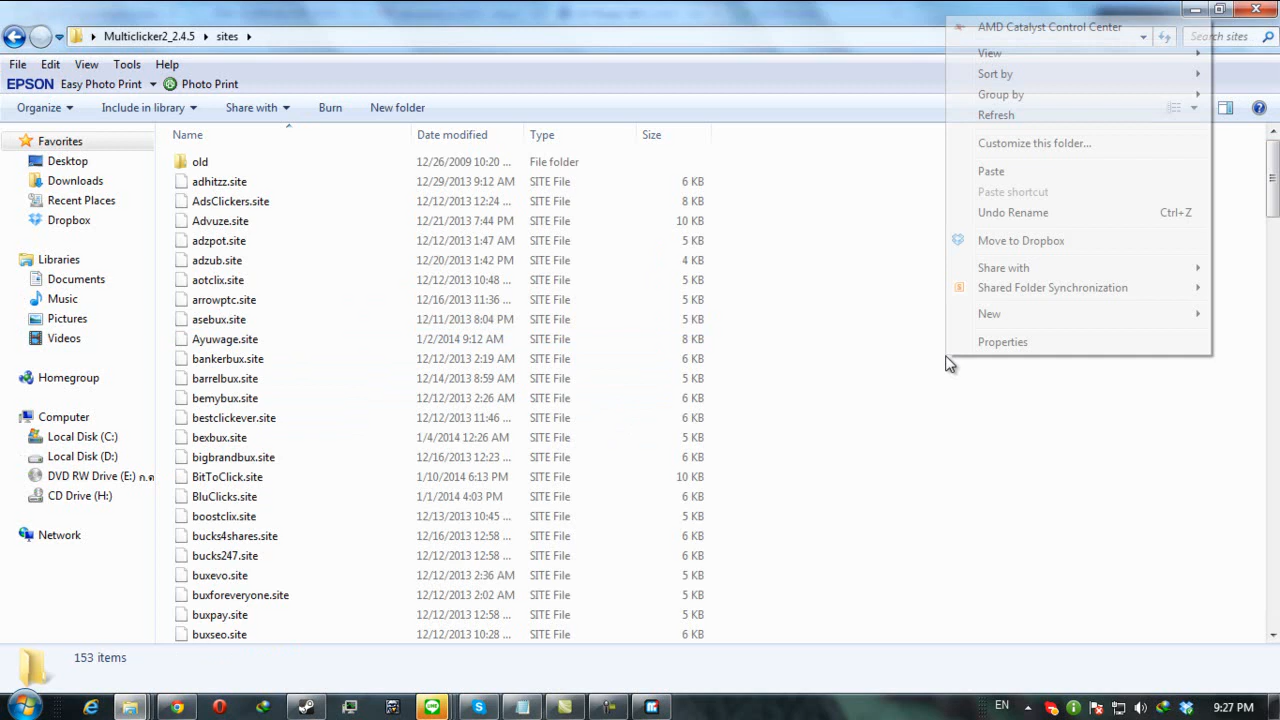 Multiclicker2_2.4.5 sites
Search sites
File Edit View Tools Help
EPSON Easy Photo Print Photo Print
Organize Include in library Share with Burn New folder
Favorites
Desktop
Downloads
Recent Places
Dropbox
Libraries
Documents
Music
Pictures
Videos
Homegroup
Computer
Local Disk (C:)
Local Disk (D:)
DVD RW Drive (E:) ก.ค
CD Drive (H:)
Network
Name Date modified Type Size
old 12/26/2009 10:20 ... File folder
adhitzz.site 12/29/2013 9:12 AM SITE File 6 KB
AdsClickers.site 12/12/2013 12:24 ... SITE File 8 KB
Advuze.site 12/21/2013 7:44 PM SITE File 10 KB
adzpot.site 12/12/2013 1:47 AM SITE File 5 KB
adzub.site 12/20/2013 1:42 PM SITE File 4 KB
aotclix.site 12/12/2013 10:48 ... SITE File 5 KB
arrowptc.site 12/16/2013 11:36 ... SITE File 5 KB
asebux.site 12/11/2013 8:04 PM SITE File 5 KB
Ayuwage.site 1/2/2014 9:12 AM SITE File 8 KB
bankerbux.site 12/12/2013 2:19 AM SITE File 6 KB
barrelbux.site 12/14/2013 8:59 AM SITE File 5 KB
bemybux.site 12/12/2013 2:26 AM SITE File 5 KB
bestclickever.site 12/12/2013 11:46 ... SITE File 6 KB
bexbux.site 1/4/2014 12:26 AM SITE File 5 KB
bigbrandbux.site 12/16/2013 12:23 ... SITE File 6 KB
BitToClick.site 1/10/2014 6:13 PM SITE File 10 KB
BluClicks.site 1/1/2014 4:03 PM SITE File 6 KB
boostclix.site 12/13/2013 10:45 ... SITE File 5 KB
bucks4shares.site 12/16/2013 12:58 ... SITE File 6 KB
bucks247.site 12/12/2013 12:58 ... SITE File 5 KB
buxevo.site 12/12/2013 2:36 AM SITE File 5 KB
buxforeveryone.site 12/12/2013 2:02 AM SITE File 5 KB
buxpay.site 12/12/2013 12:58 ... SITE File 5 KB
buxseo.site 12/12/2013 10:28 ... SITE File 6 KB
AMD Catalyst Control Center
View
Sort by
Group by
Refresh
Customize this folder...
Paste
Paste shortcut
Undo Rename Ctrl+Z
Move to Dropbox
Share with
Shared Folder Synchronization
New
Properties
153 items
LINE
EN 9:27 PM